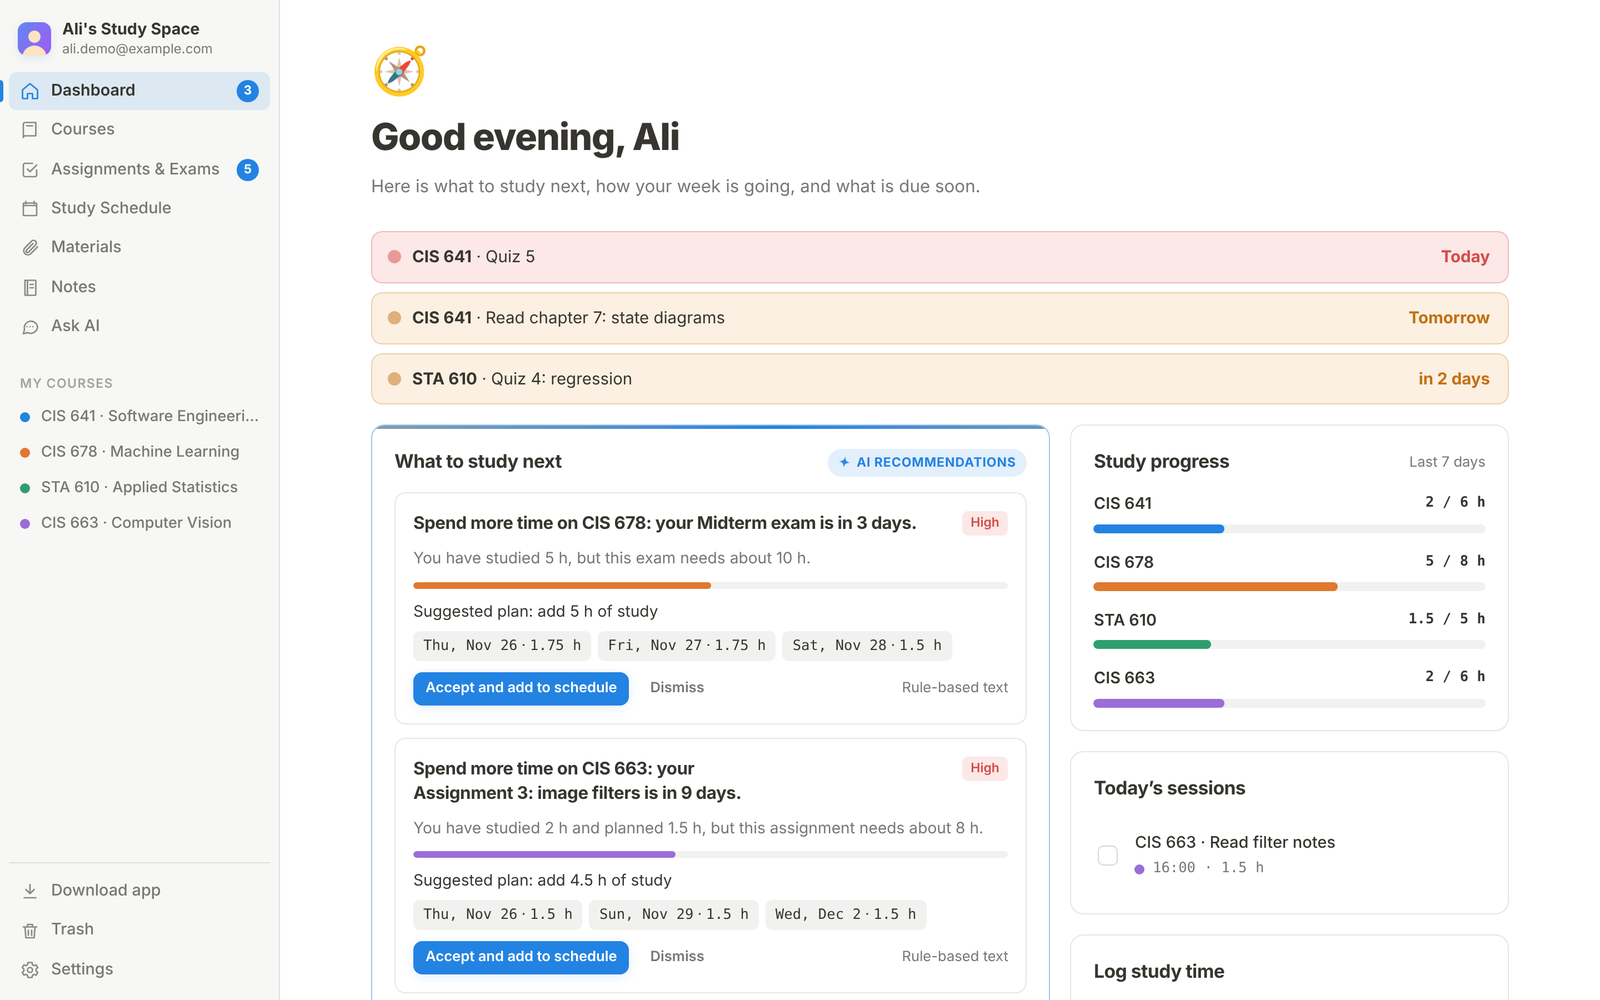 Ali's Study Space
ali.demo@example.com
Dashboard 3
Courses
Assignments & Exams 5
Study Schedule
Materials
Notes
Ask AI
MY COURSES
CIS 641 · Software Engineeri...
CIS 678 · Machine Learning
STA 610 · Applied Statistics
CIS 663 · Computer Vision
Download app
Trash
Settings
Good evening, Ali
Here is what to study next, how your week is going, and what is due soon.
CIS 641 · Quiz 5 Today
CIS 641 · Read chapter 7: state diagrams Tomorrow
STA 610 · Quiz 4: regression in 2 days
What to study next AI RECOMMENDATIONS
Spend more time on CIS 678: your Midterm exam is in 3 days. High
You have studied 5 h, but this exam needs about 10 h.
Suggested plan: add 5 h of study
Thu, Nov 26 · 1.75 h Fri, Nov 27 · 1.75 h Sat, Nov 28 · 1.5 h
Accept and add to schedule Dismiss Rule-based text
Spend more time on CIS 663: your High
Assignment 3: image filters is in 9 days.
You have studied 2 h and planned 1.5 h, but this assignment needs about 8 h.
Suggested plan: add 4.5 h of study
Thu, Nov 26 · 1.5 h Sun, Nov 29 · 1.5 h Wed, Dec 2 · 1.5 h
Accept and add to schedule Dismiss Rule-based text
Study progress Last 7 days
CIS 641 2 / 6 h
CIS 678 5 / 8 h
STA 610 1.5 / 5 h
CIS 663 2 / 6 h
Today’s sessions
CIS 663 · Read filter notes
16:00 · 1.5 h
Log study time